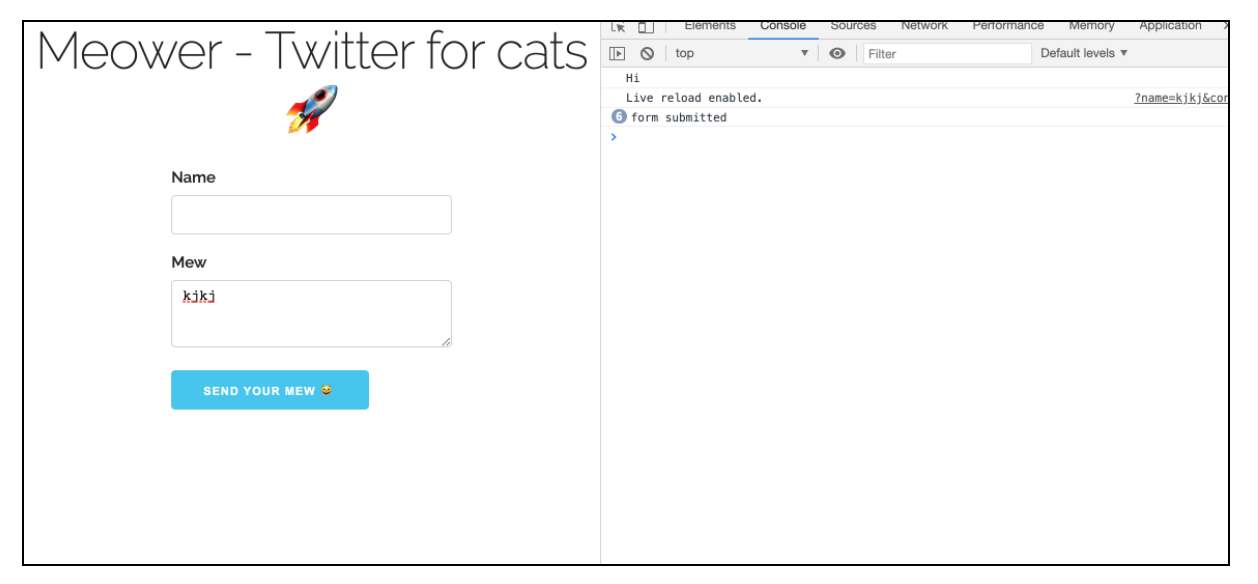 Meower - Twitter for cats
🚀
Name
Mew
kjkj
SEND YOUR MEW 😆
Elements Console Sources Network Performance Memory Application
top Filter Default levels ▼
Hi
Live reload enabled. ?name=kjkj&con
6 form submitted